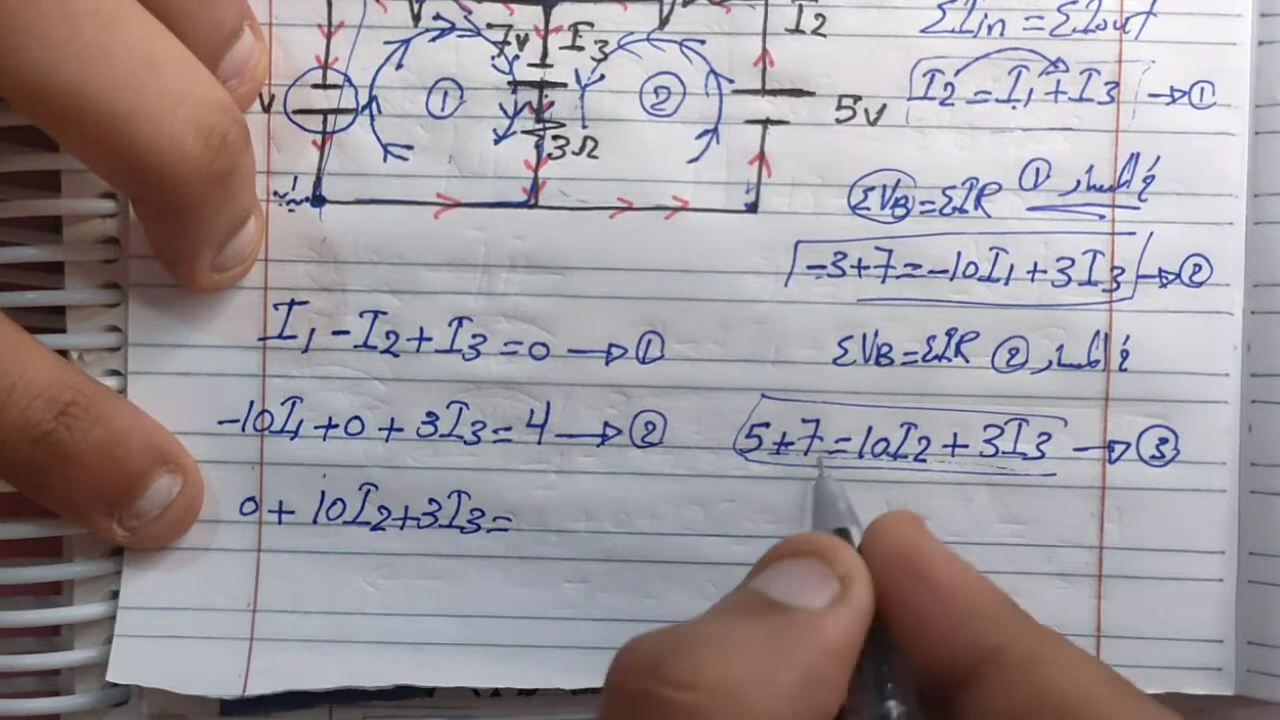 7v I3 I2
ΣIin = ΣIout
V ① ② 5v
I2 = I1 + I3 → ①
3Ω
ΣVB = ΣIR ① في المسار
-3+7 = -10I1 + 3I3 → ②
I1 - I2 + I3 = 0 → ①
ΣVB = ΣIR ② في المسار
-10I1 + 0 + 3I3 = 4 → ②
5+7 = 10I2 + 3I3 → ③
0 + 10I2 + 3I3 =